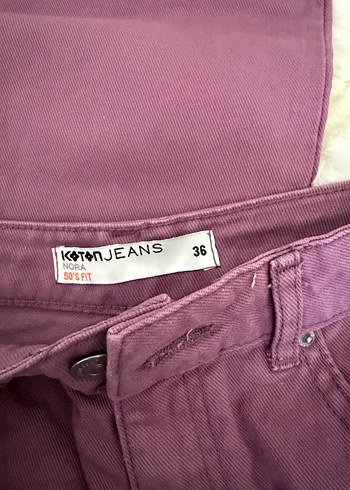 KOTON JEANS 36
NORA
90'S FIT